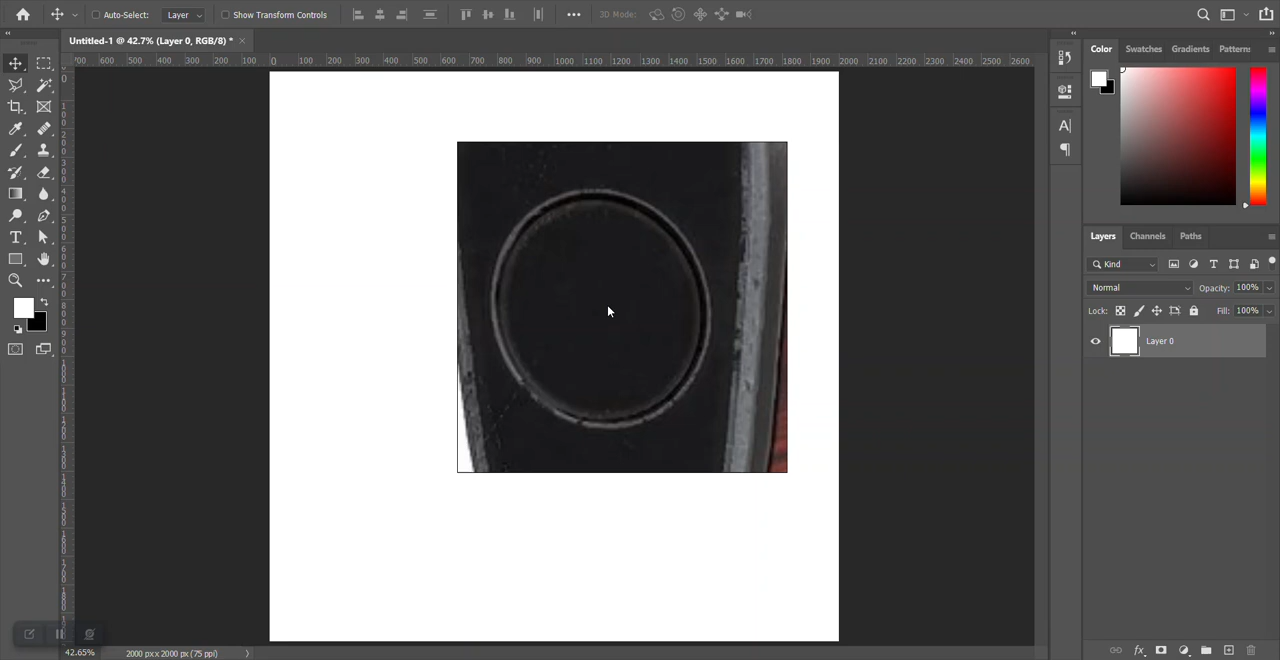 Auto-Select: Layer Show Transform Controls 3D Mode:
Untitled-1 @ 42.7% (Layer 0, RGB/8) *
700 600 500 400 300 200 100 0 100 200 300 400 500 600 700 800 900 1000 1100 1200 1300 1400 1500 1600 1700 1800 1900 2000 2100 2200 2300 2400 2500 2600
Color Swatches Gradients Patterns
Layers Channels Paths
Kind
Normal Opacity: 100%
Lock: Fill: 100%
Layer 0
42.65% 2000 px x 2000 px (75 ppi)